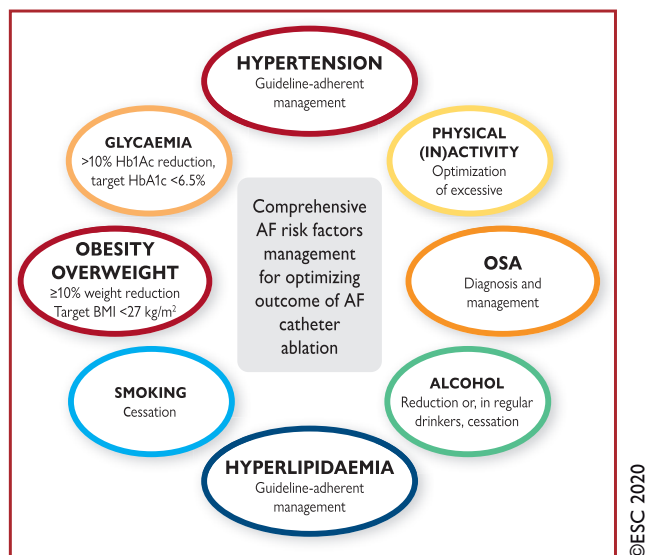 HYPERTENSION
Guideline-adherent
management
GLYCAEMIA
>10% Hb1Ac reduction,
target HbA1c <6.5%
PHYSICAL
(IN)ACTIVITY
Optimization
of excessive
Comprehensive
AF risk factors
management
for optimizing
outcome of AF
catheter
ablation
OBESITY
OVERWEIGHT
≥10% weight reduction
Target BMI <27 kg/m²
OSA
Diagnosis and
management
SMOKING
Cessation
ALCOHOL
Reduction or, in regular
drinkers, cessation
HYPERLIPIDAEMIA
Guideline-adherent
management
©ESC 2020